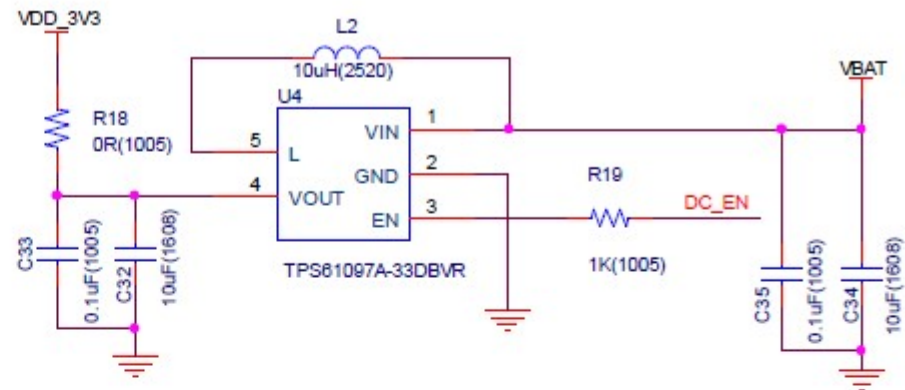 VDD_3V3
L2
10uH(2520)
VBAT
U4
R18
0R(1005)
5
L
VIN
1
GND
2
R19
4
VOUT
EN
3
DC_EN
1K(1005)
TPS61097A-33DBVR
C33
0.1uF(1005)
C32
10uF(1608)
C35
0.1uF(1005)
C34
10uF(1608)